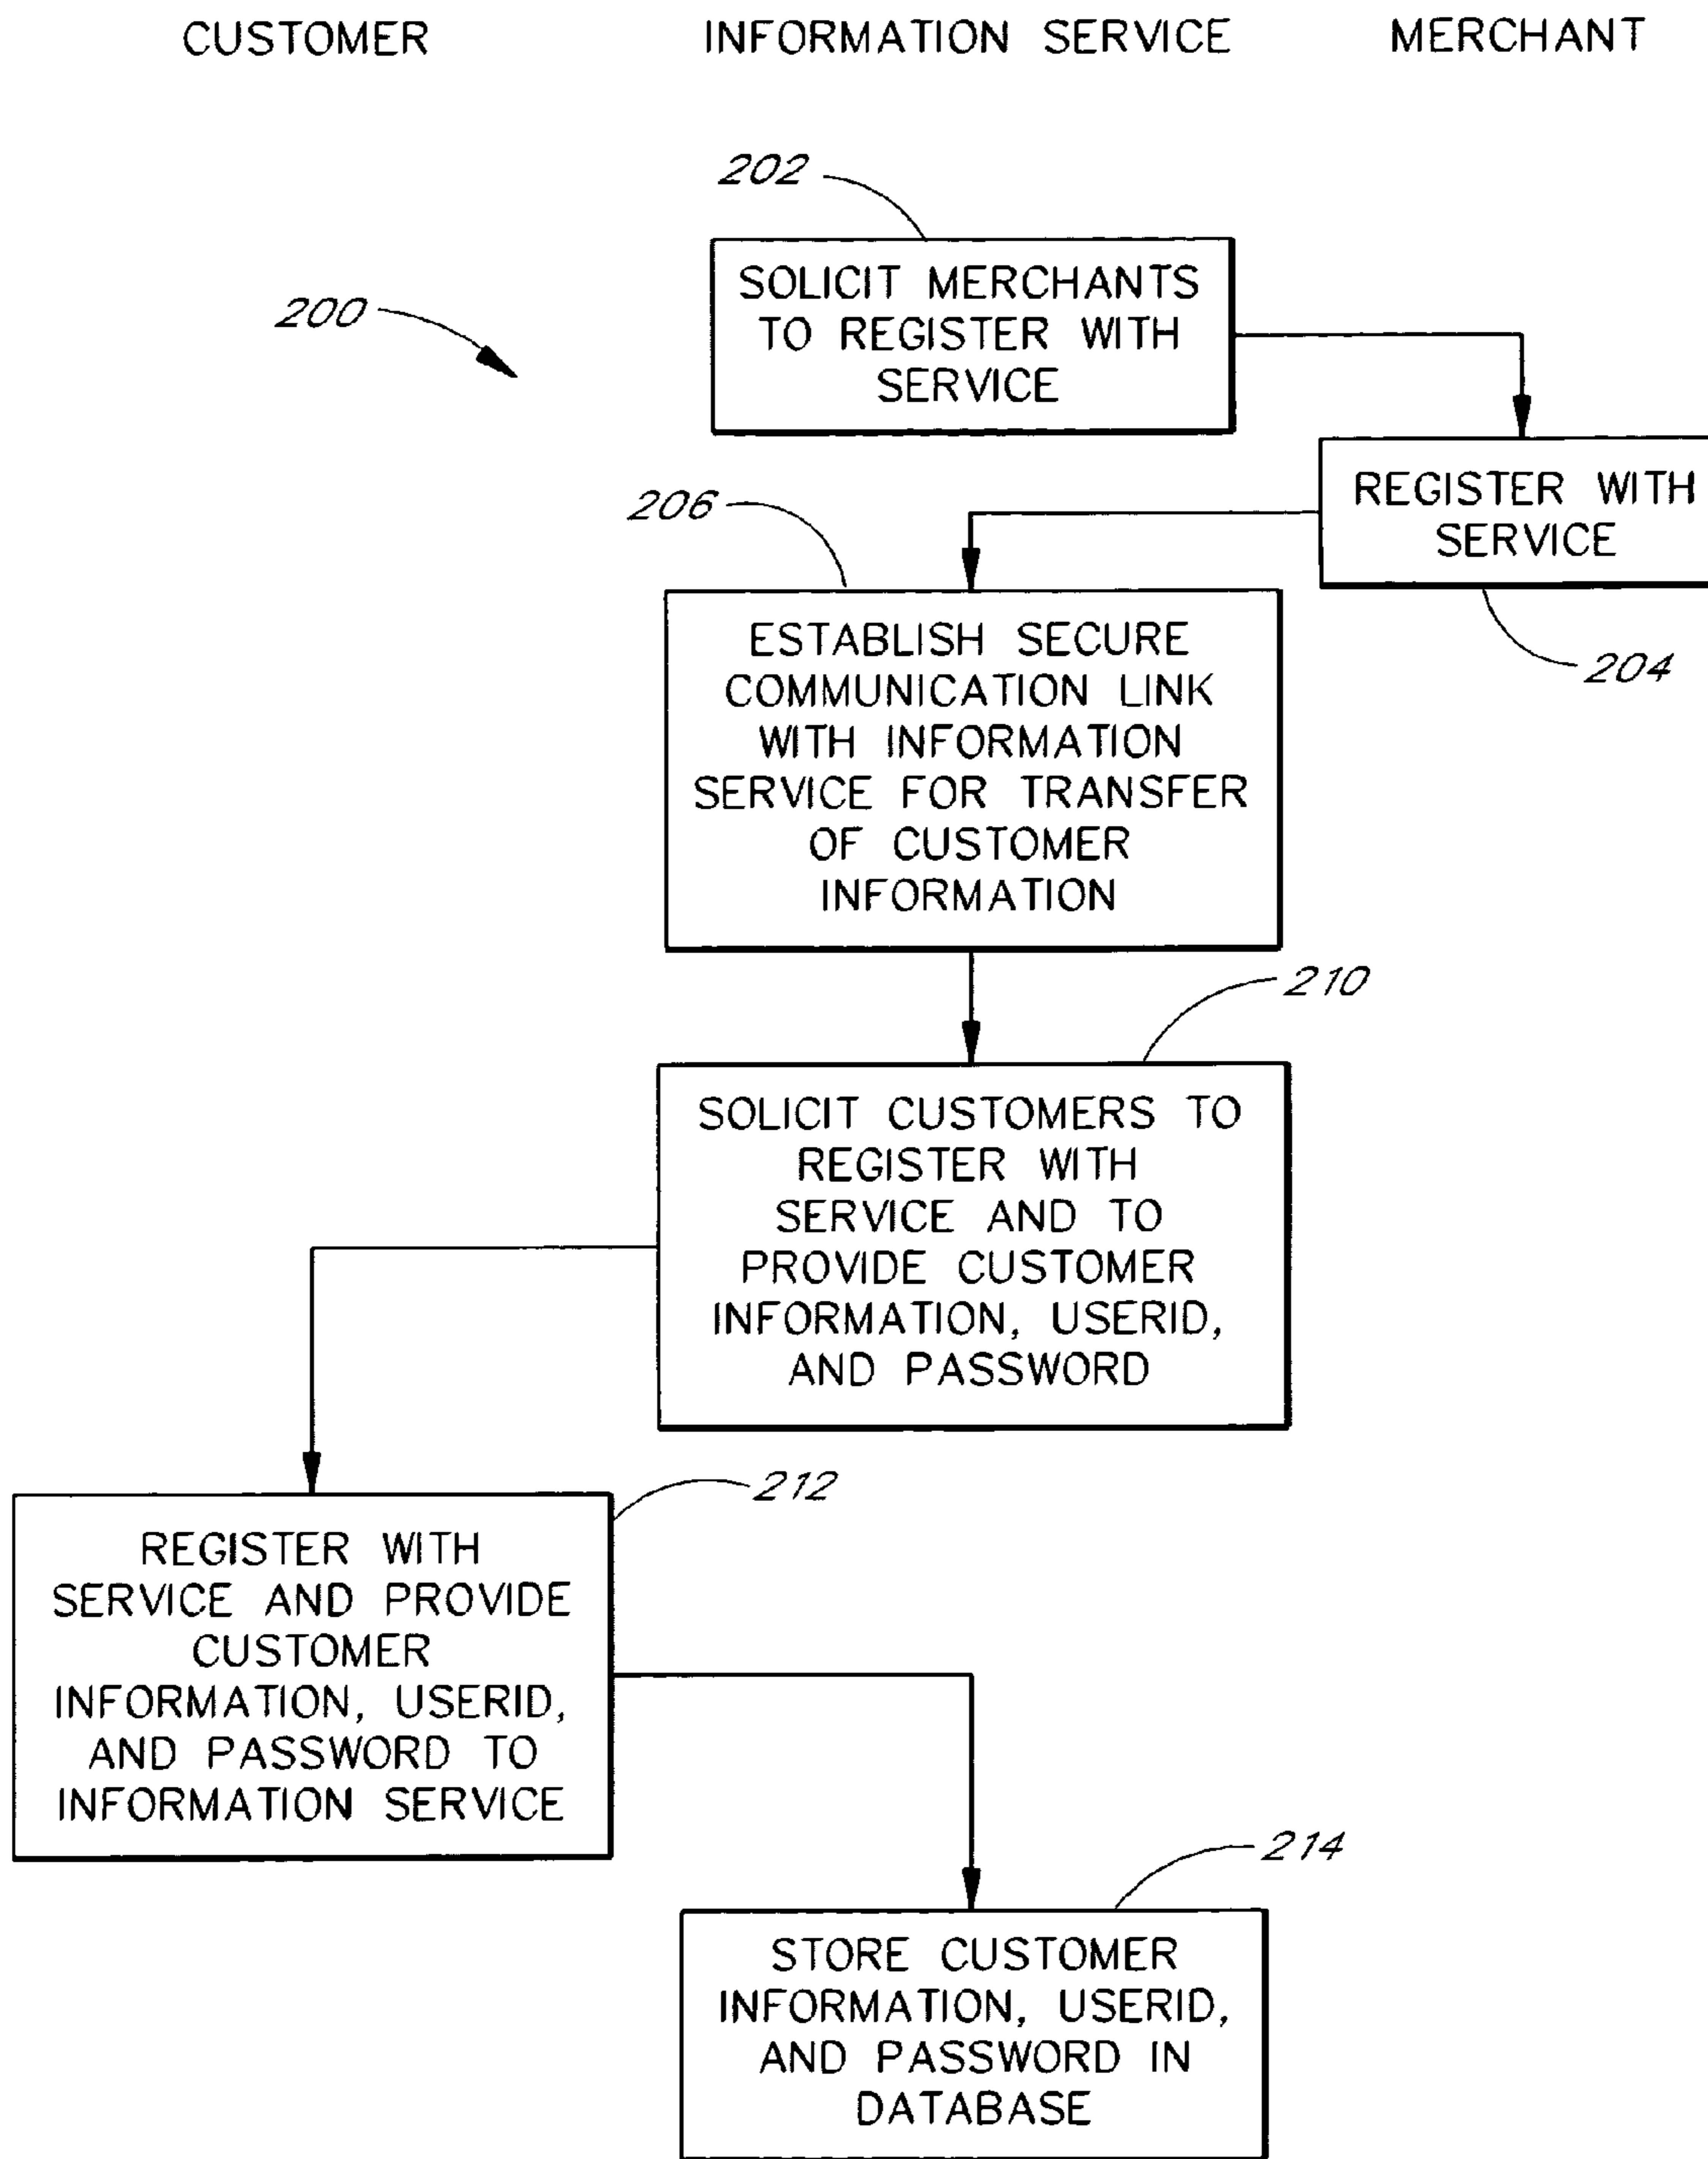 CUSTOMER
INFORMATION SERVICE
MERCHANT
202
SOLICIT MERCHANTS
TO REGISTER WITH
SERVICE
200
REGISTER WITH
SERVICE
204
206
ESTABLISH SECURE
COMMUNICATION LINK
WITH INFORMATION
SERVICE FOR TRANSFER
OF CUSTOMER
INFORMATION
210
SOLICIT CUSTOMERS TO
REGISTER WITH
SERVICE AND TO
PROVIDE CUSTOMER
INFORMATION, USERID,
AND PASSWORD
212
REGISTER WITH
SERVICE AND PROVIDE
CUSTOMER
INFORMATION, USERID,
AND PASSWORD TO
INFORMATION SERVICE
214
STORE CUSTOMER
INFORMATION, USERID,
AND PASSWORD IN
DATABASE